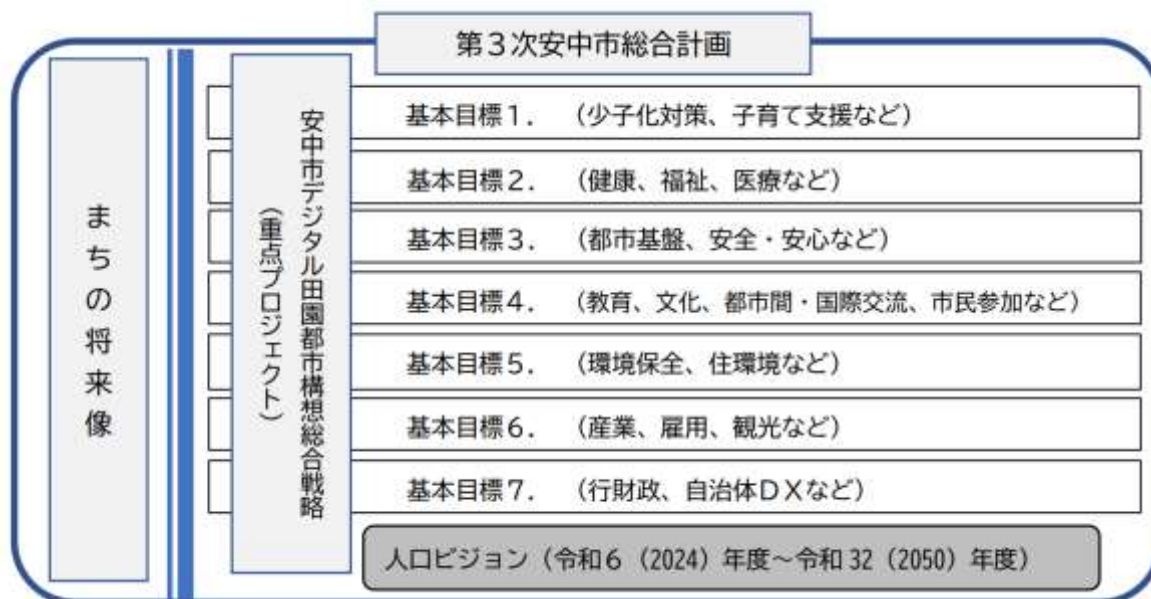 第３次安中市総合計画
まちの将来像
安中市デジタル田園都市構想総合戦略
（重点プロジェクト）
基本目標１． （少子化対策、子育て支援など）
基本目標２． （健康、福祉、医療など）
基本目標３． （都市基盤、安全・安心など）
基本目標４． （教育、文化、都市間・国際交流、市民参加など）
基本目標５． （環境保全、住環境など）
基本目標６． （産業、雇用、観光など）
基本目標７． （行財政、自治体ＤＸなど）
人口ビジョン（令和６（2024）年度～令和 32（2050）年度）